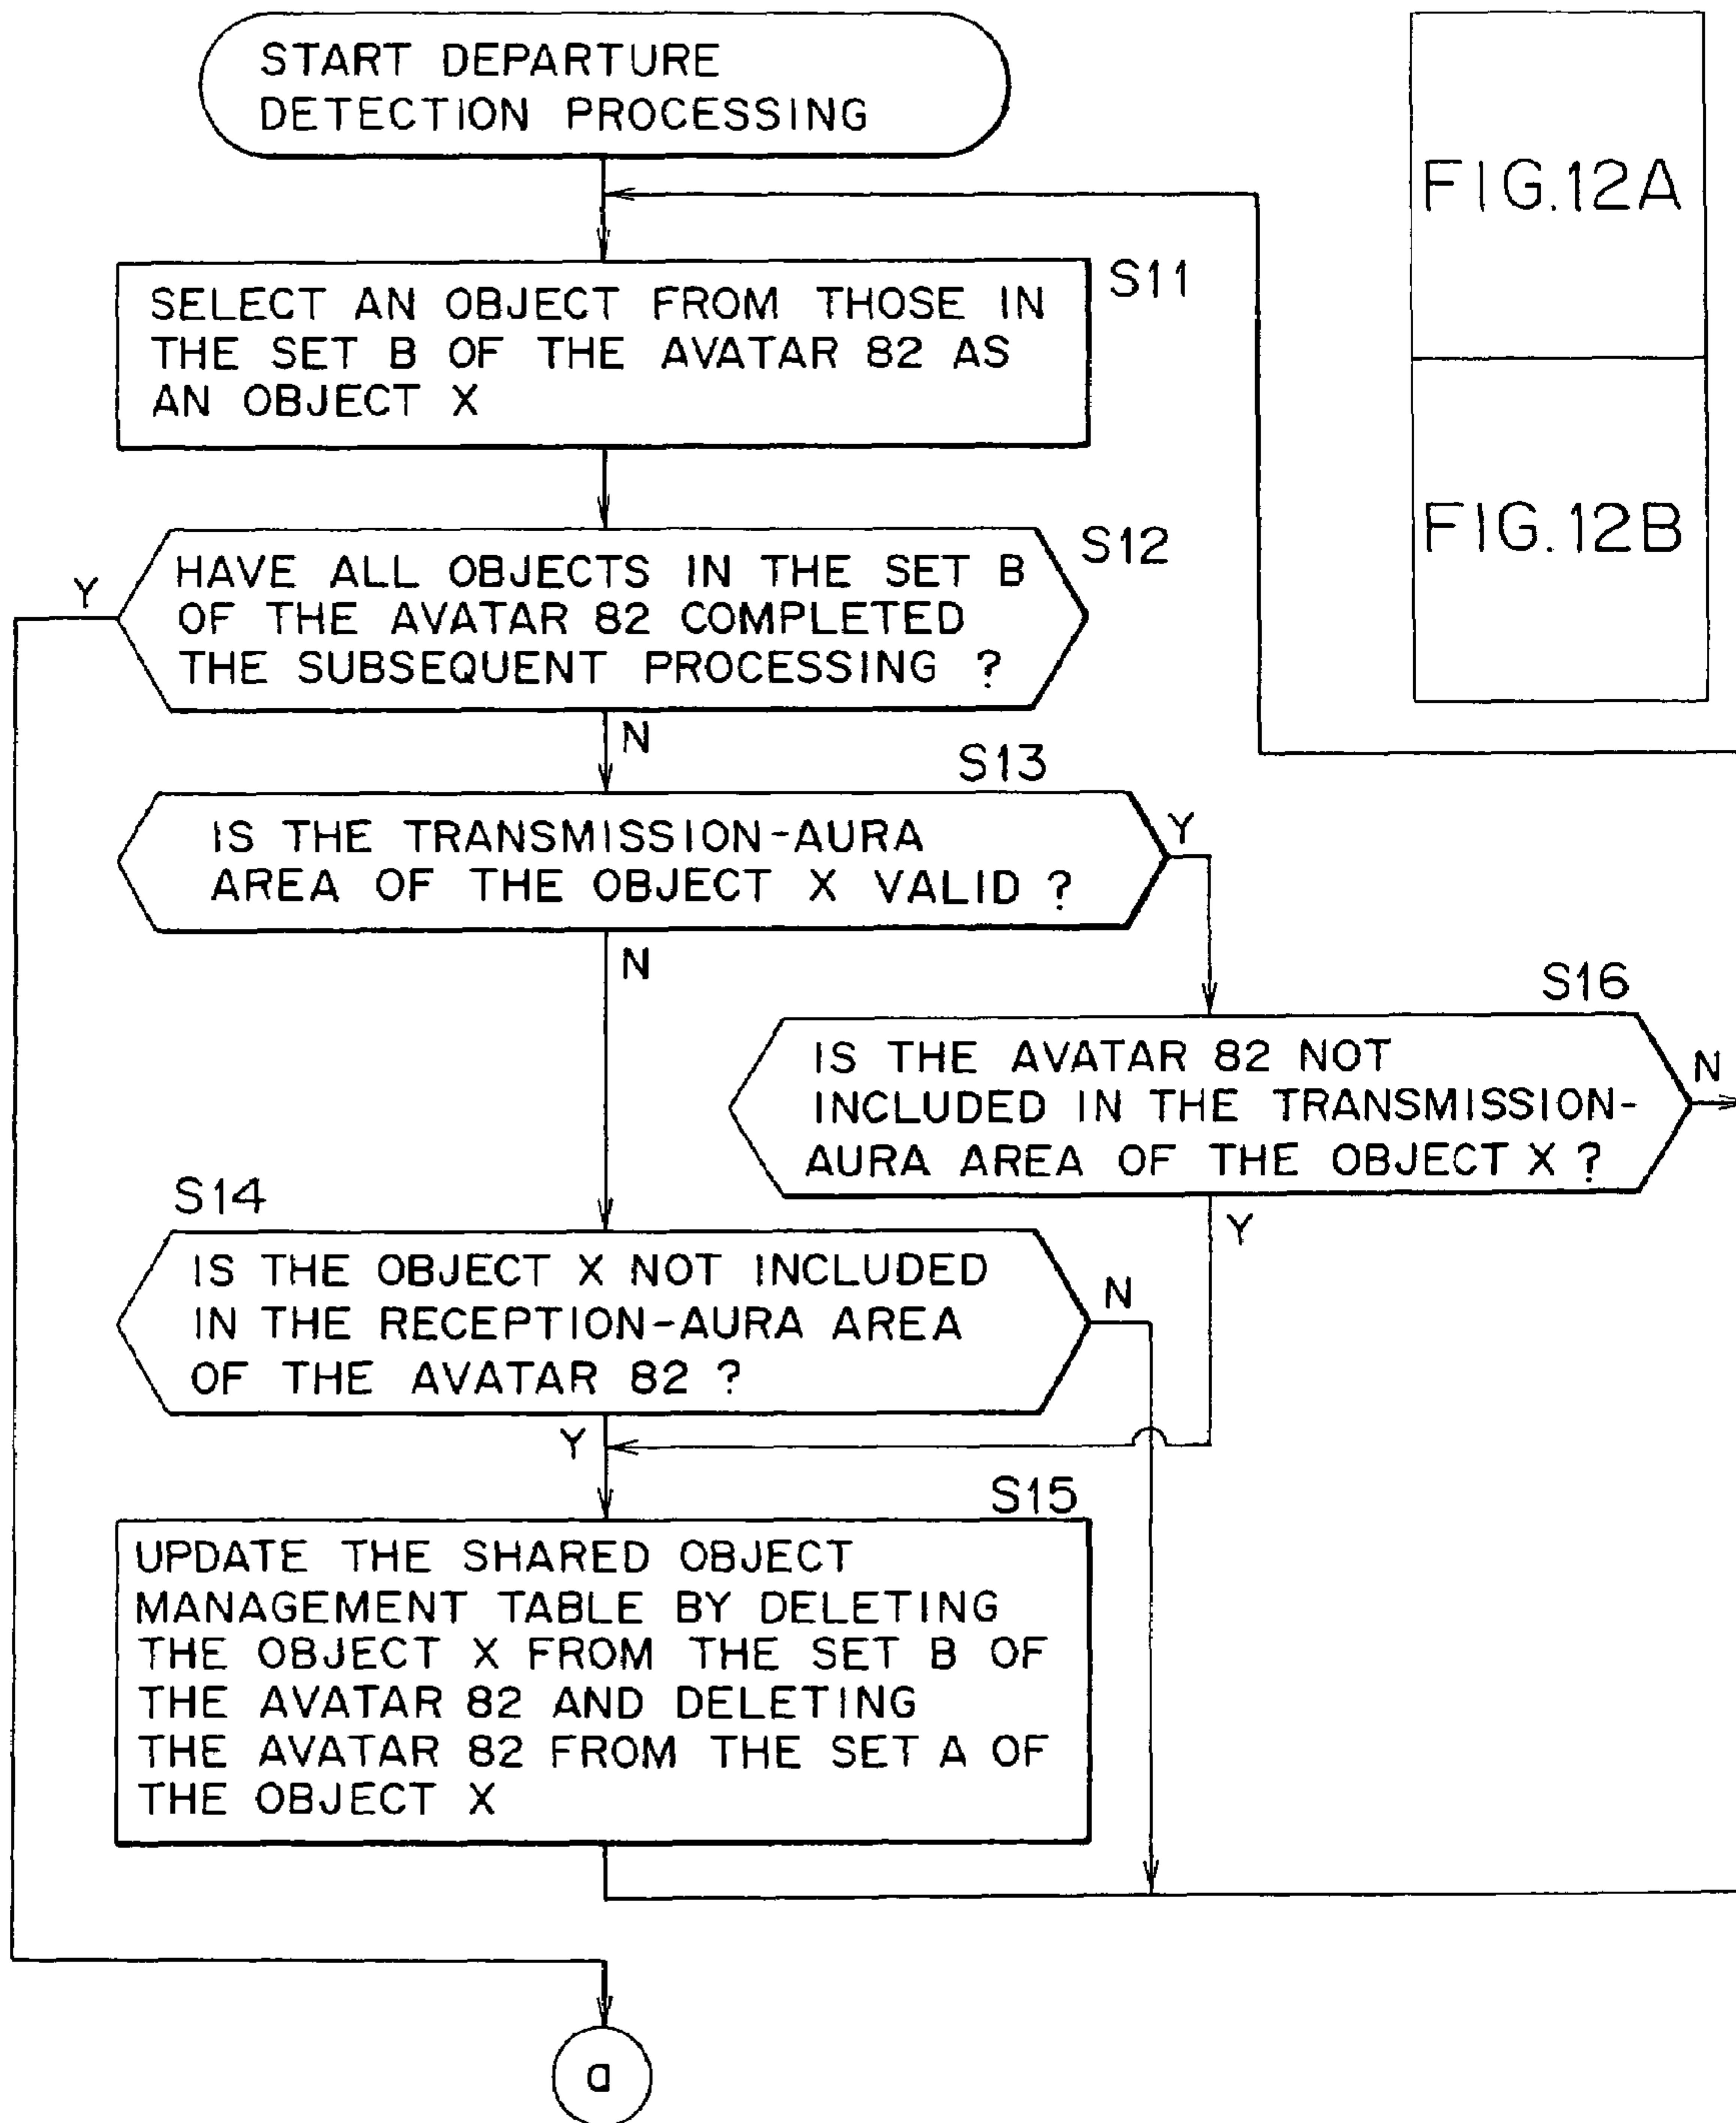 START DEPARTURE
DETECTION PROCESSING
FIG.12A
FIG.12B
S11
SELECT AN OBJECT FROM THOSE IN
THE SET B OF THE AVATAR 82 AS
AN OBJECT X
S12
Y
HAVE ALL OBJECTS IN THE SET B
OF THE AVATAR 82 COMPLETED
THE SUBSEQUENT PROCESSING ?
N
S13
IS THE TRANSMISSION-AURA
AREA OF THE OBJECT X VALID ?
Y
N
S16
IS THE AVATAR 82 NOT
INCLUDED IN THE TRANSMISSION-
AURA AREA OF THE OBJECT X ?
N
Y
S14
IS THE OBJECT X NOT INCLUDED
IN THE RECEPTION-AURA AREA
OF THE AVATAR 82 ?
N
Y
S15
UPDATE THE SHARED OBJECT
MANAGEMENT TABLE BY DELETING
THE OBJECT X FROM THE SET B OF
THE AVATAR 82 AND DELETING
THE AVATAR 82 FROM THE SET A OF
THE OBJECT X
a